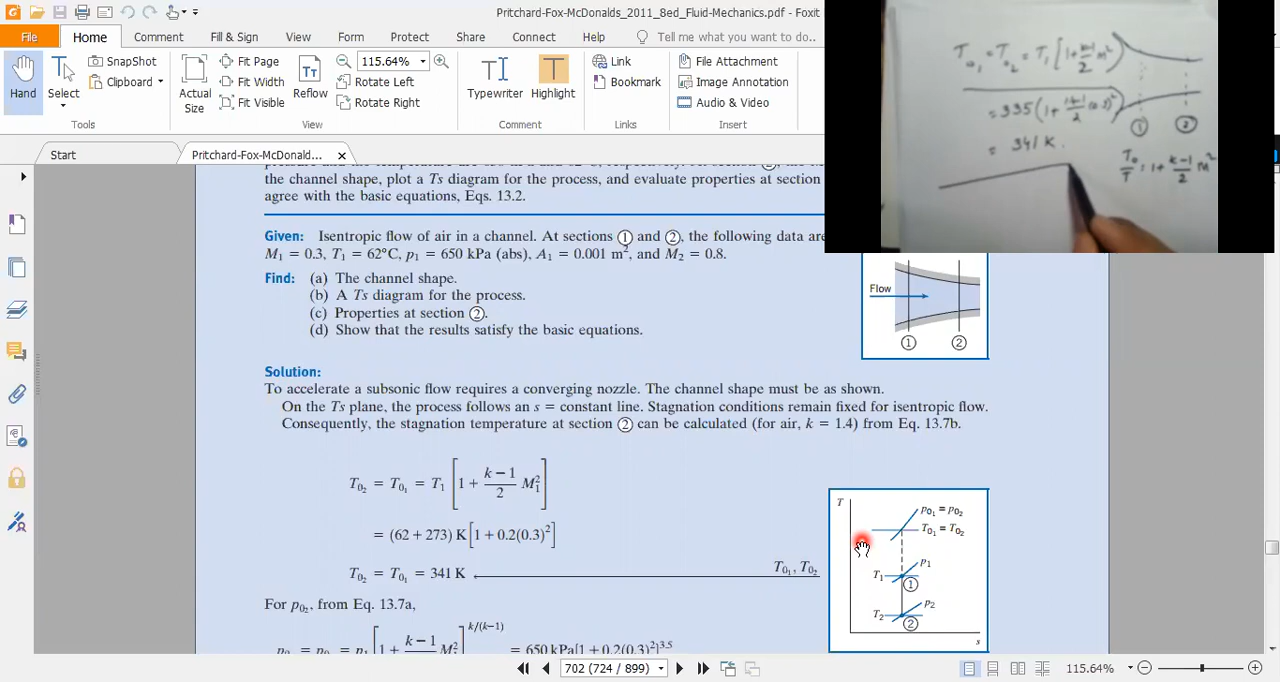 Pritchard-Fox-McDonalds_2011_8ed_Fluid-Mechanics.pdf - Foxit
File Home Comment Fill & Sign View Form Protect Share Connect Help Tell me what you want
Hand
Select
SnapShot
Clipboard
Actual Size
Fit Page
Fit Width
Fit Visible
Reflow
115.64%
Rotate Left
Rotate Right
Typewriter
Highlight
Link
Bookmark
File Attachment
Image Annotation
Audio & Video
Tools View Comment Links Insert
Start Pritchard-Fox-McDonald...
T₀₁ = T₀₂ = T₁ [1 + k-1/2 M²]
= 335 (1 + 1.4-1/2 (0.3)²)
= 341 K.
① ②
T₀/T = 1 + k-1/2 M²
the channel shape, plot a Ts diagram for the process, and evaluate properties at section
agree with the basic equations, Eqs. 13.2.
Given: Isentropic flow of air in a channel. At sections ① and ②, the following data are
M₁ = 0.3, T₁ = 62°C, p₁ = 650 kPa (abs), A₁ = 0.001 m², and M₂ = 0.8.
Find: (a) The channel shape.
(b) A Ts diagram for the process.
(c) Properties at section ②.
(d) Show that the results satisfy the basic equations.
Flow
① ②
Solution:
To accelerate a subsonic flow requires a converging nozzle. The channel shape must be as shown.
On the Ts plane, the process follows an s = constant line. Stagnation conditions remain fixed for isentropic flow.
Consequently, the stagnation temperature at section ② can be calculated (for air, k = 1.4) from Eq. 13.7b.
T₀₂ = T₀₁ = T₁ [1 + k − 1/2 M₁²]
= (62 + 273) K[1 + 0.2(0.3)²]
T₀₂ = T₀₁ = 341 K T₀₁, T₀₂
For p₀₂, from Eq. 13.7a,
p₀ = p₀ = p₁ [1 + k−1/2 M₁²]^k/(k−1) = 650 kPa[1 + 0.2(0.3)²]^3.5
T
p₀₁ = p₀₂
T₀₁ = T₀₂
p₁
T₁
①
p₂
T₂
②
s
702 (724 / 899)
115.64%